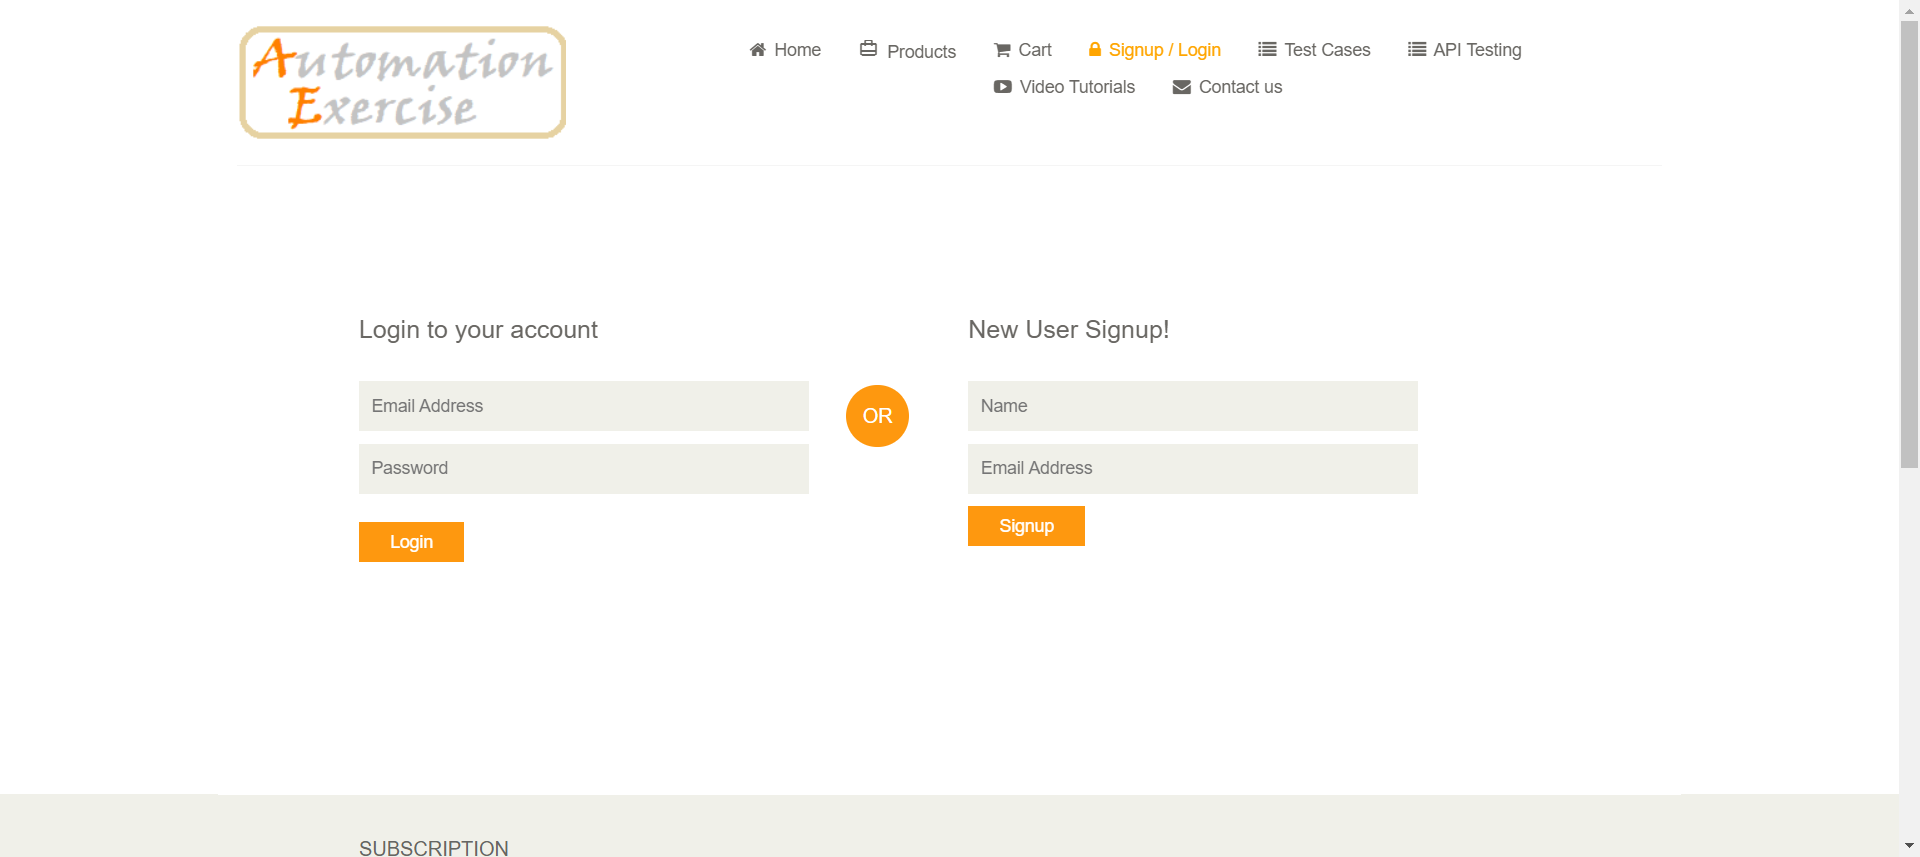 Automation
Exercise
Home
Products
Cart
Signup / Login
Test Cases
API Testing
Video Tutorials
Contact us
Login to your account
Email Address
Password
Login
OR
New User Signup!
Name
Email Address
Signup
SUBSCRIPTION